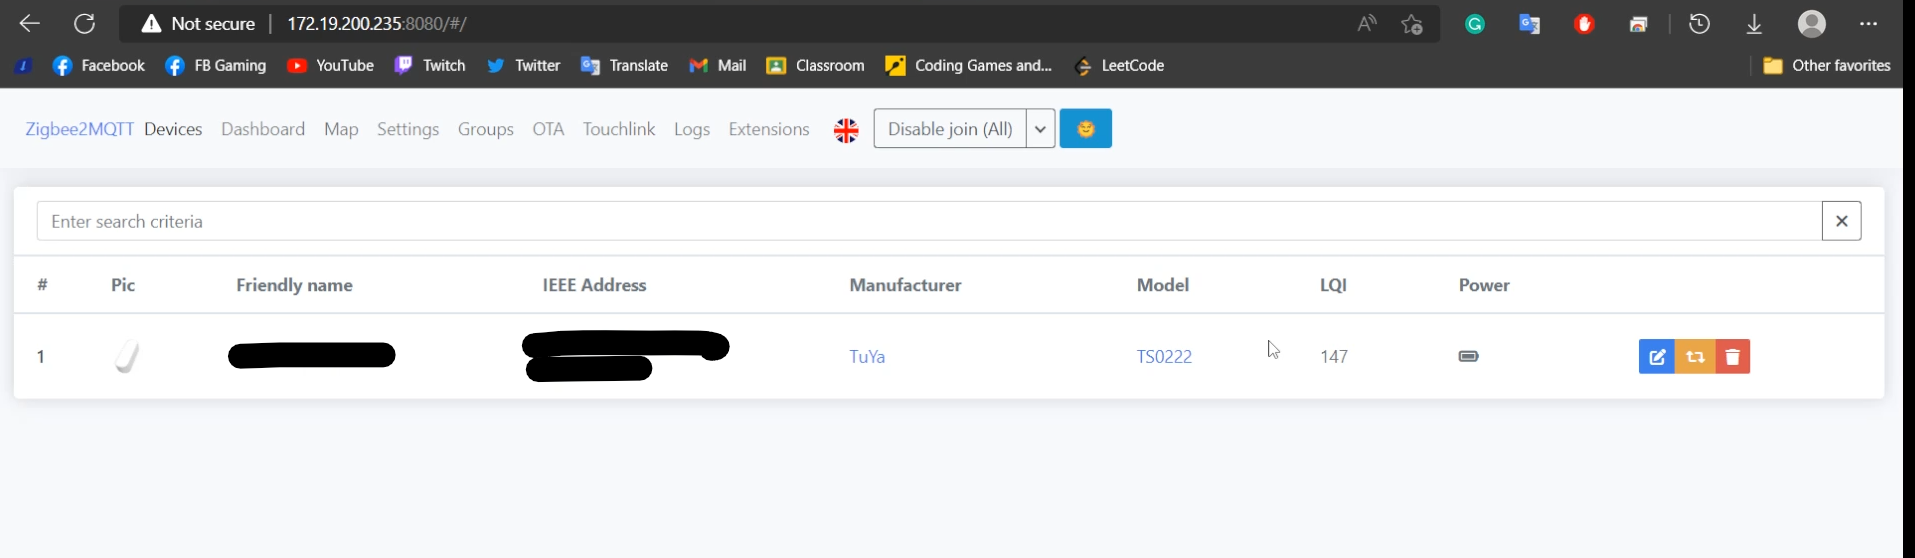 Not secure | 172.19.200.235:8080/#/
Facebook FB Gaming YouTube Twitch Twitter Translate Mail Classroom Coding Games and... LeetCode Other favorites
Zigbee2MQTT Devices Dashboard Map Settings Groups OTA Touchlink Logs Extensions Disable join (All)
Enter search criteria
# Pic Friendly name IEEE Address Manufacturer Model LQI Power
1 TuYa TS0222 147